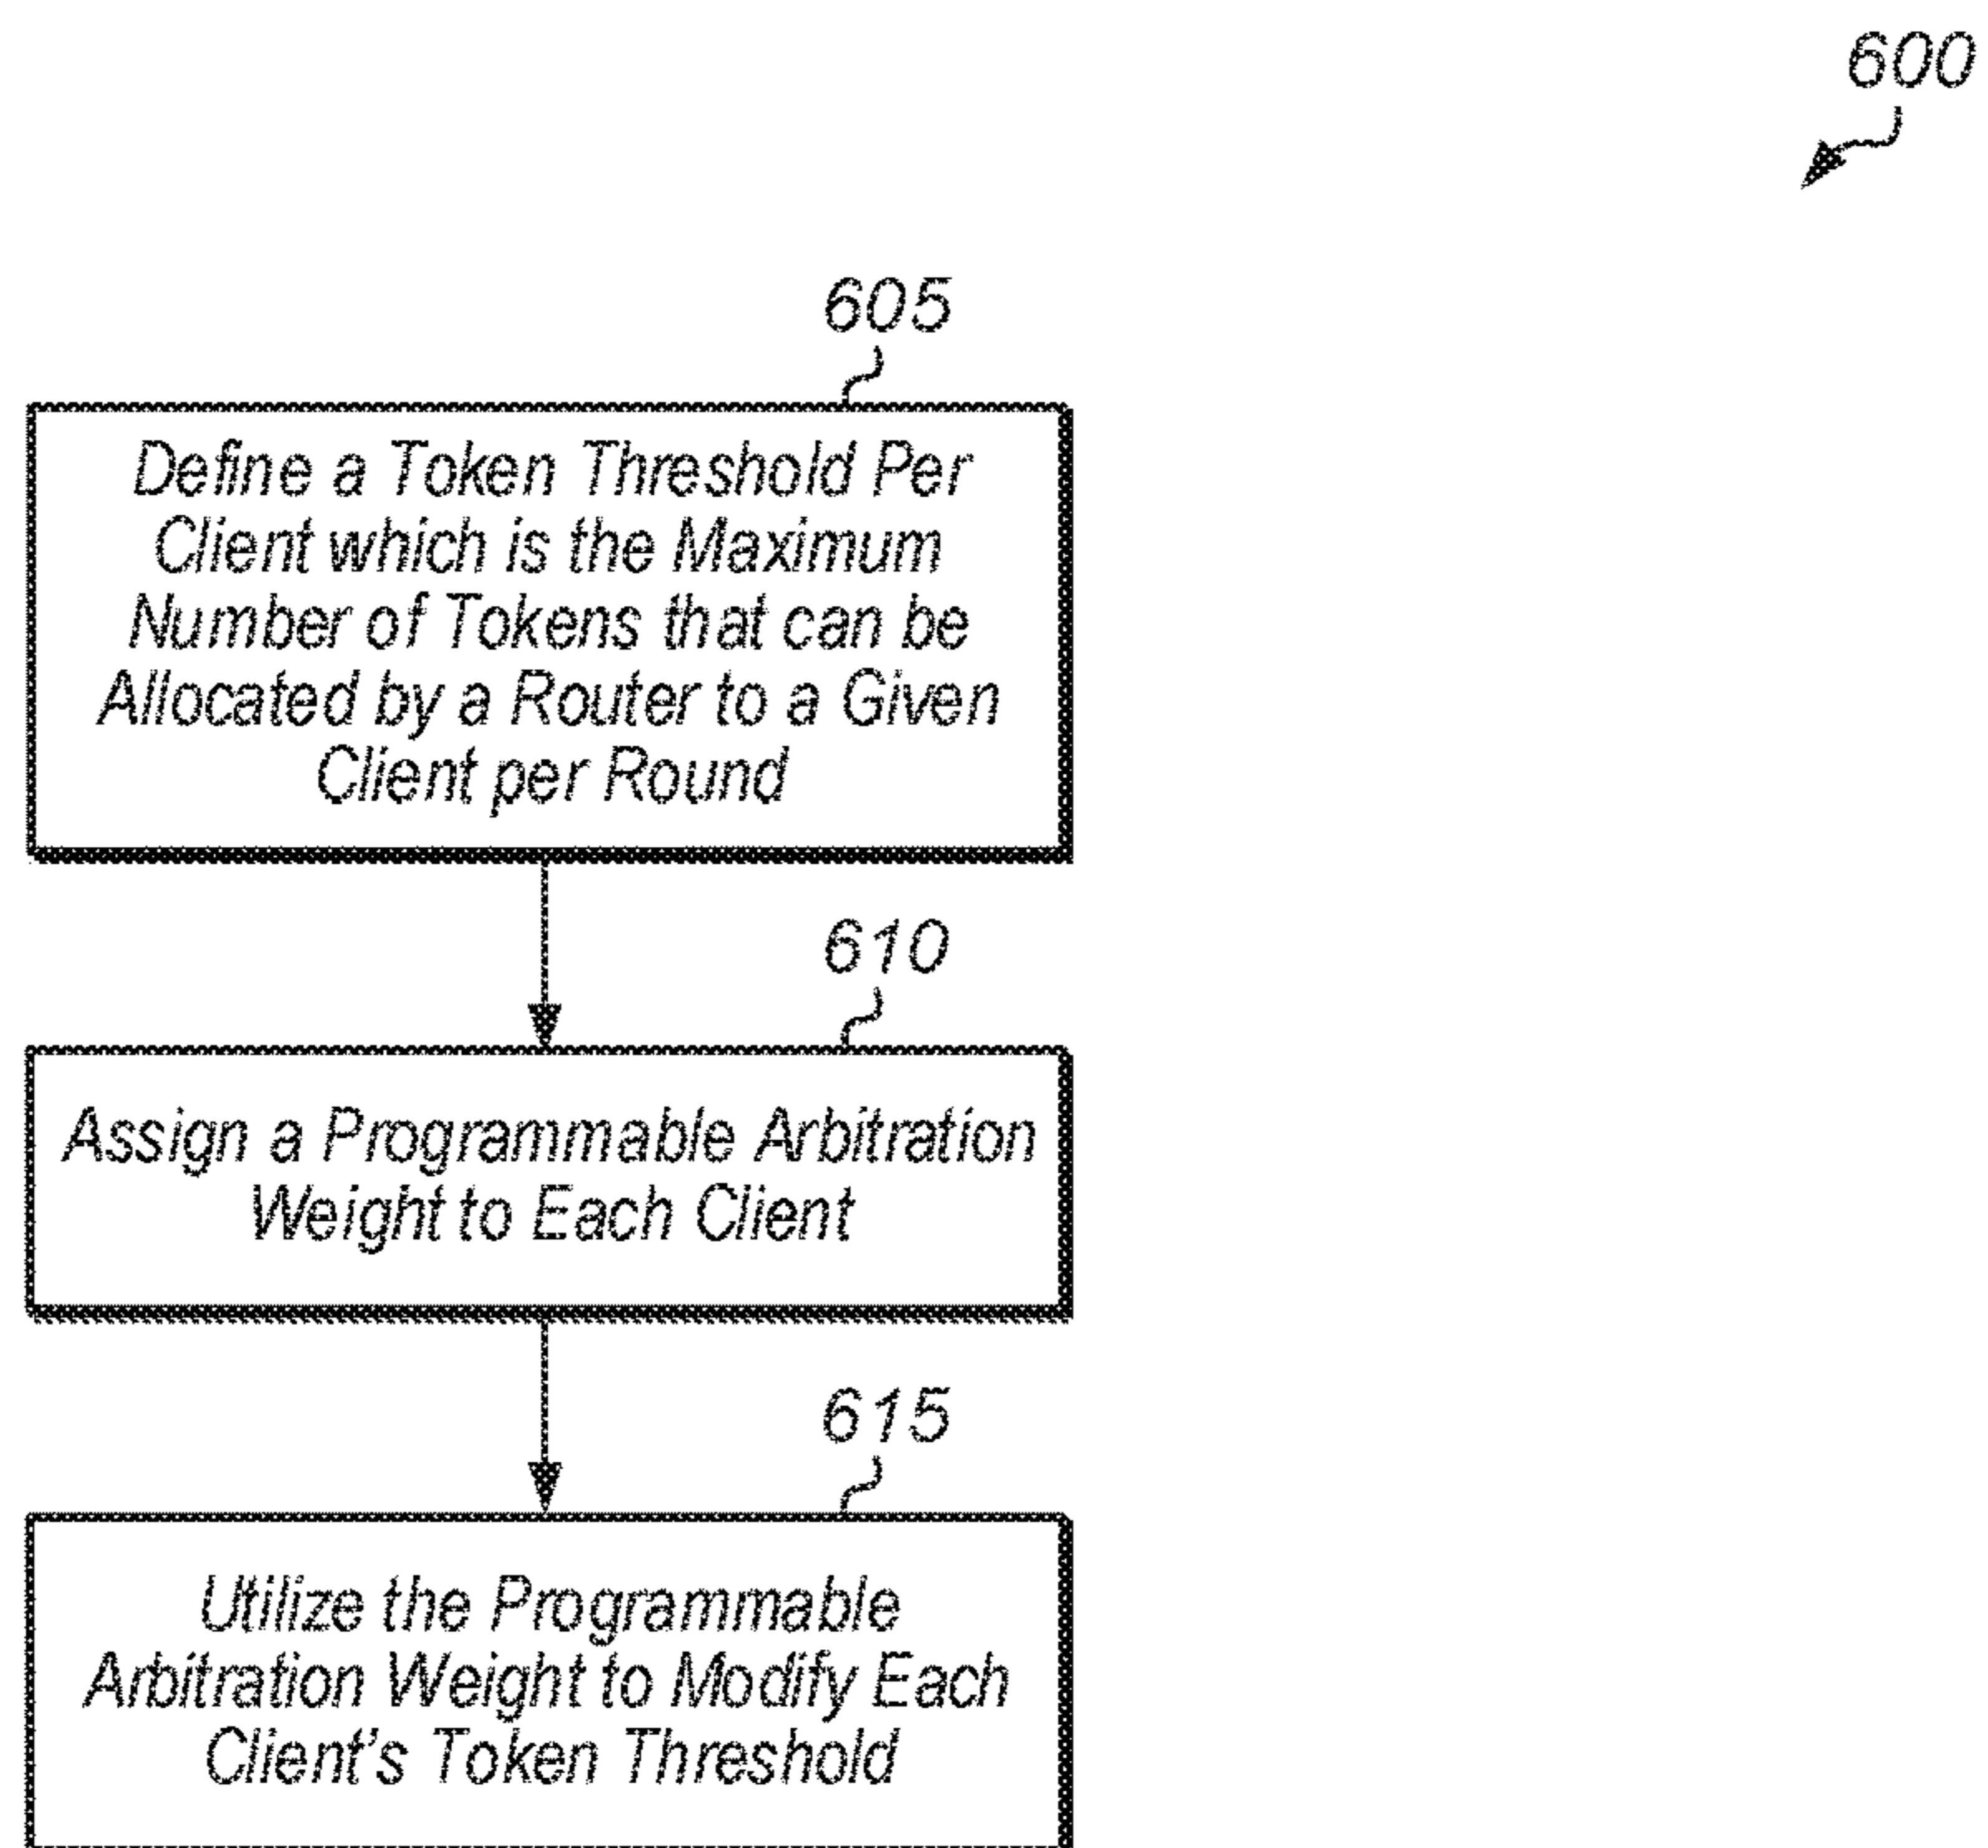 600
605
Define a Token Threshold Per
Client which is the Maximum
Number of Tokens that can be
Allocated by a Router to a Given
Client per Round
610
Assign a Programmable Arbitration
Weight to Each Client
615
Utilize the Programmable
Arbitration Weight to Modify Each
Client's Token Threshold